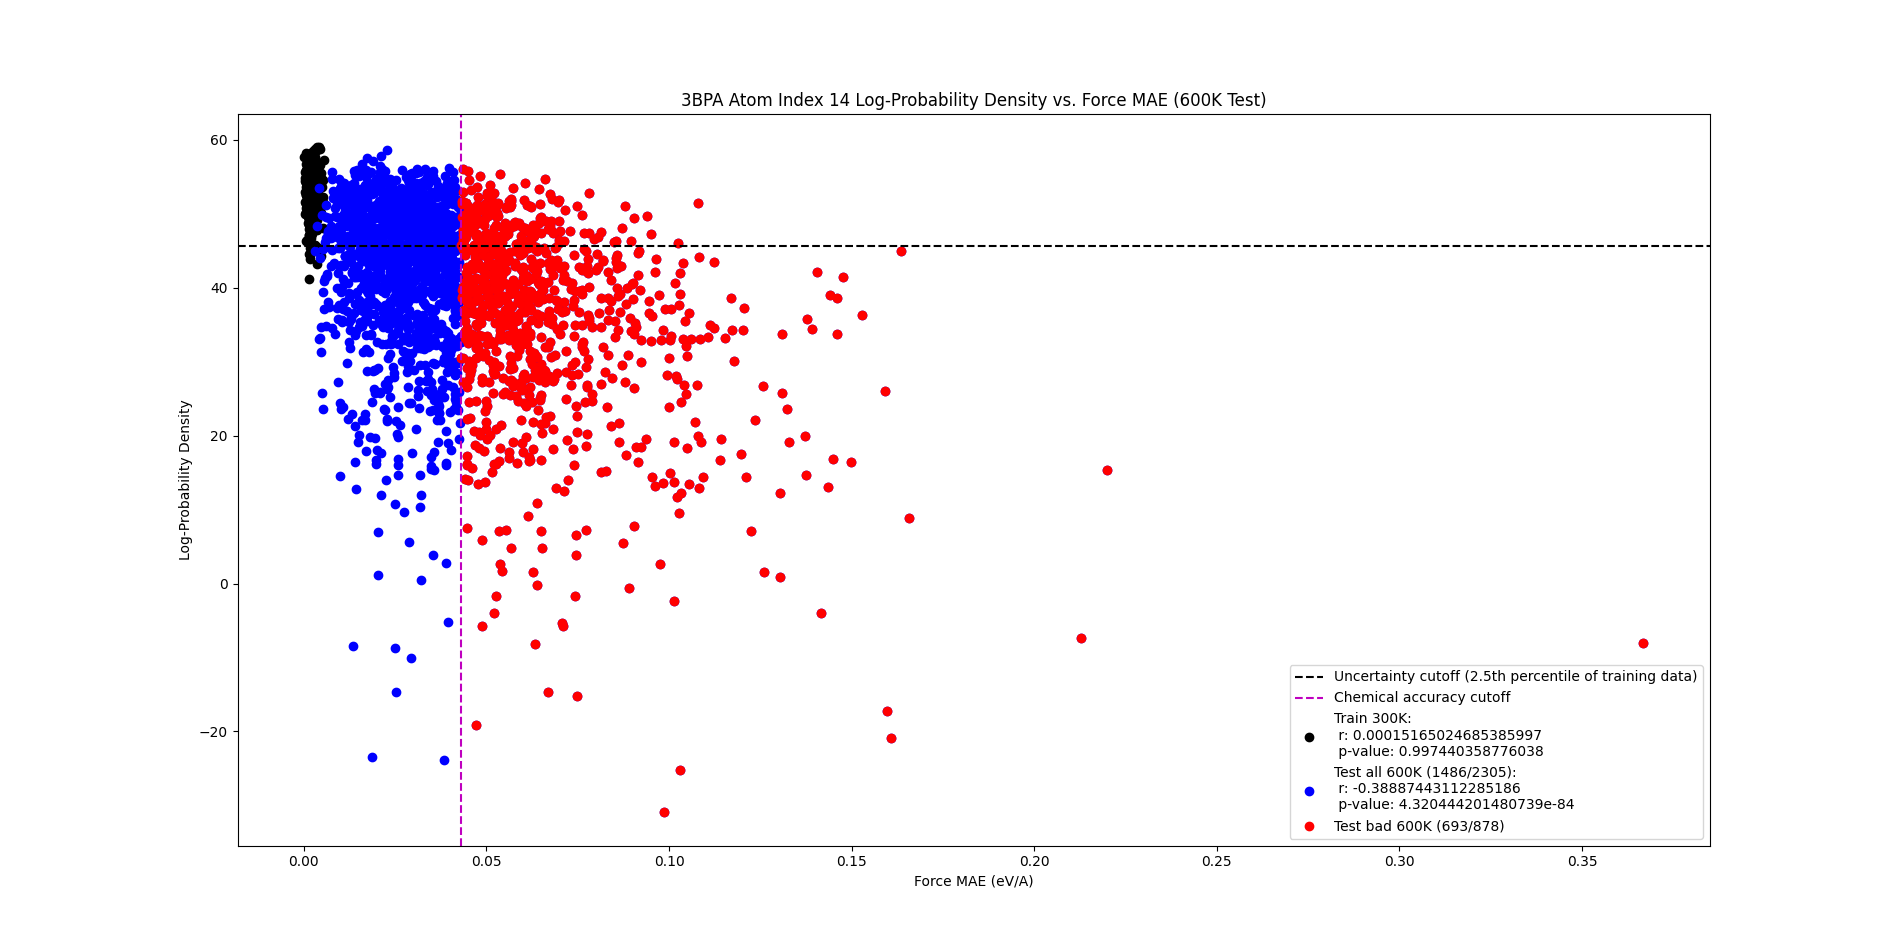 3BPA Atom Index 14 Log-Probability Density vs. Force MAE (600K Test)
60
40
20
0
−20
Log-Probability Density
0.00 0.05 0.10 0.15 0.20 0.25 0.30 0.35
Force MAE (eV/A)
Uncertainty cutoff (2.5th percentile of training data)
Chemical accuracy cutoff
Train 300K:
r: 0.00015165024685385997
p-value: 0.997440358776038
Test all 600K (1486/2305):
r: -0.38887443112285186
p-value: 4.320444201480739e-84
Test bad 600K (693/878)